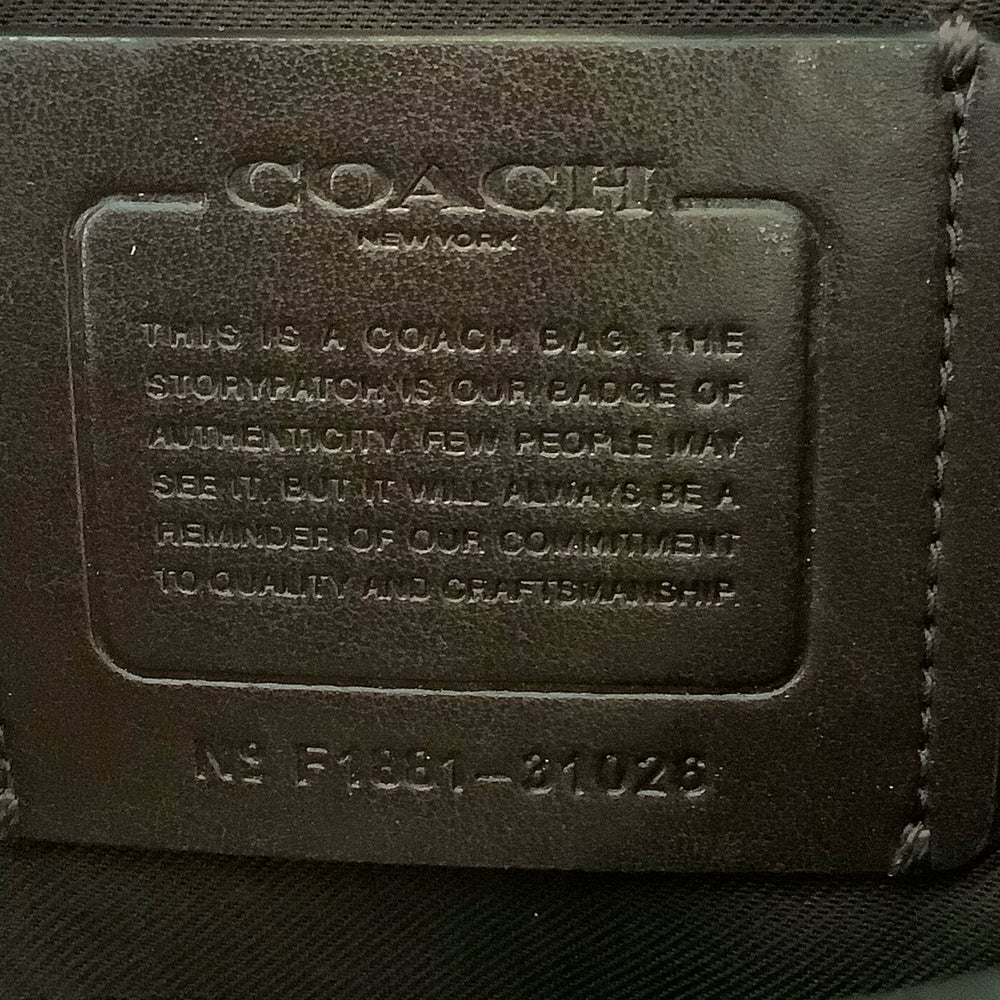 COACH
NEW YORK
THIS IS A COACH BAG. THE
STORYPATCH IS OUR BADGE OF
AUTHENTICITY. FEW PEOPLE MAY
SEE IT, BUT IT WILL ALWAYS BE A
REMINDER OF OUR COMMITMENT
TO QUALITY AND CRAFTSMANSHIP.
Nº